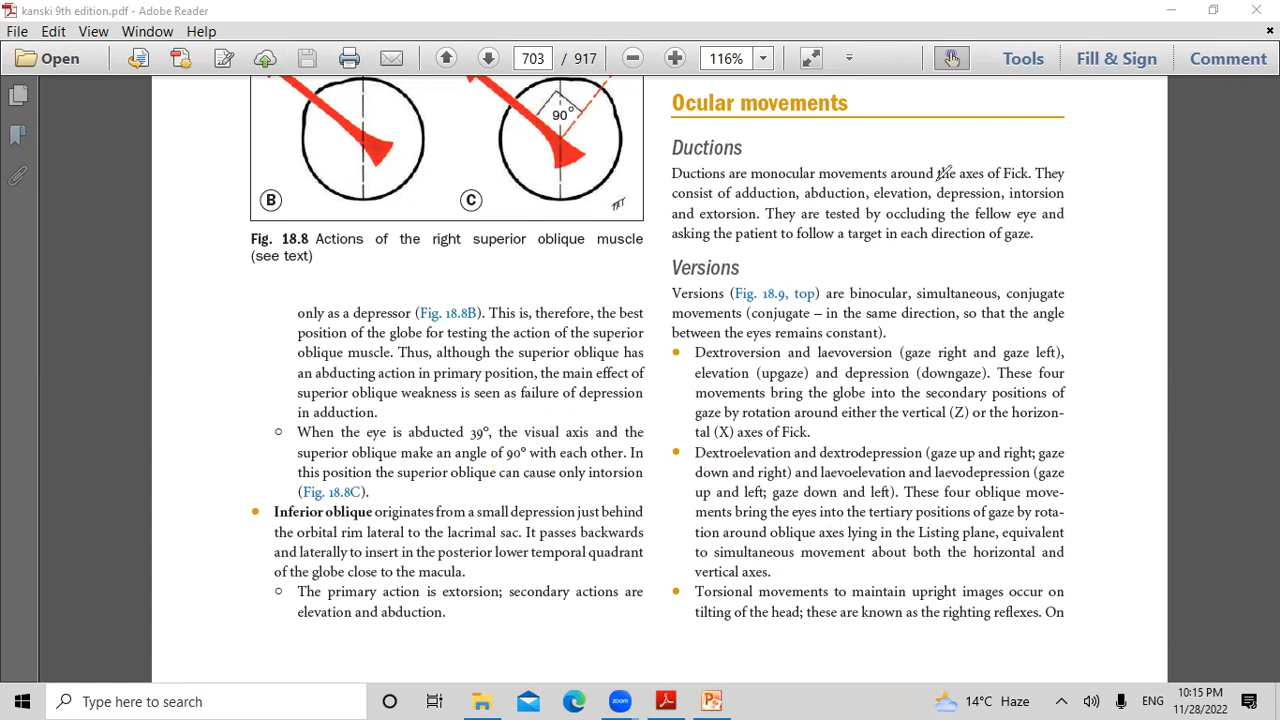 kanski 9th edition.pdf - Adobe Reader
File Edit View Window Help
Open
703 / 917
116%
Tools
Fill & Sign
Comment
90°
B
C
Fig. 18.8 Actions of the right superior oblique muscle
(see text)
only as a depressor (Fig. 18.8B). This is, therefore, the best
position of the globe for testing the action of the superior
oblique muscle. Thus, although the superior oblique has
an abducting action in primary position, the main effect of
superior oblique weakness is seen as failure of depression
in adduction.
When the eye is abducted 39°, the visual axis and the
superior oblique make an angle of 90° with each other. In
this position the superior oblique can cause only intorsion
(Fig. 18.8C).
Inferior oblique originates from a small depression just behind
the orbital rim lateral to the lacrimal sac. It passes backwards
and laterally to insert in the posterior lower temporal quadrant
of the globe close to the macula.
The primary action is extorsion; secondary actions are
elevation and abduction.
Ocular movements
Ductions
Ductions are monocular movements around the axes of Fick. They
consist of adduction, abduction, elevation, depression, intorsion
and extorsion. They are tested by occluding the fellow eye and
asking the patient to follow a target in each direction of gaze.
Versions
Versions (Fig. 18.9, top) are binocular, simultaneous, conjugate
movements (conjugate – in the same direction, so that the angle
between the eyes remains constant).
Dextroversion and laevoversion (gaze right and gaze left),
elevation (upgaze) and depression (downgaze). These four
movements bring the globe into the secondary positions of
gaze by rotation around either the vertical (Z) or the horizon-
tal (X) axes of Fick.
Dextroelevation and dextrodepression (gaze up and right; gaze
down and right) and laevoelevation and laevodepression (gaze
up and left; gaze down and left). These four oblique move-
ments bring the eyes into the tertiary positions of gaze by rota-
tion around oblique axes lying in the Listing plane, equivalent
to simultaneous movement about both the horizontal and
vertical axes.
Torsional movements to maintain upright images occur on
tilting of the head; these are known as the righting reflexes. On
Type here to search
zoom
14°C Haze
ENG
10:15 PM
11/28/2022